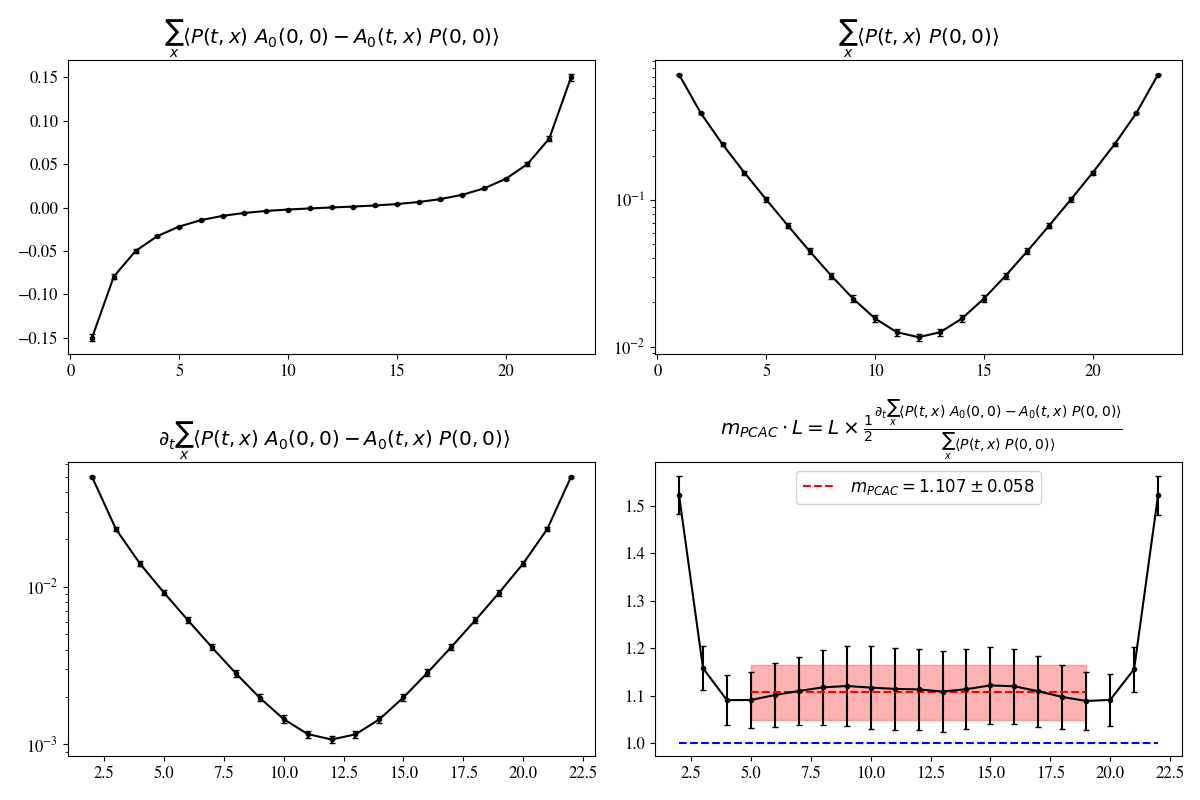 ∑ₓ⟨P(t, x) A₀(0, 0) − A₀(t, x) P(0, 0)⟩
0.15
0.10
0.05
0.00
−0.05
−0.10
−0.15
0 5 10 15 20
∑ₓ⟨P(t, x) P(0, 0)⟩
10⁻¹
10⁻²
0 5 10 15 20
∂ₜ∑ₓ⟨P(t, x) A₀(0, 0) − A₀(t, x) P(0, 0)⟩
10⁻²
10⁻³
2.5 5.0 7.5 10.0 12.5 15.0 17.5 20.0 22.5
m_PCAC · L = L × 1/2 ∂ₜ∑ₓ⟨P(t, x) A₀(0, 0) − A₀(t, x) P(0, 0)⟩ / ∑ₓ⟨P(t, x) P(0, 0)⟩
m_PCAC = 1.107 ± 0.058
1.5
1.4
1.3
1.2
1.1
1.0
2.5 5.0 7.5 10.0 12.5 15.0 17.5 20.0 22.5